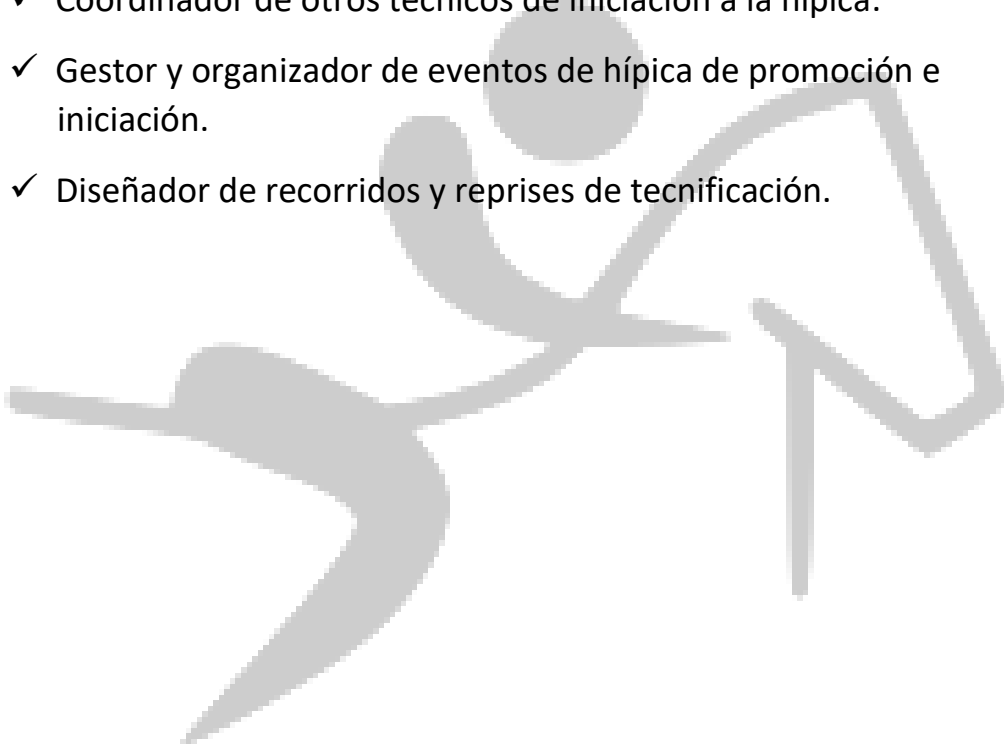 ✓ Coordinador de otros técnicos de iniciación a la hípica.
✓ Gestor y organizador de eventos de hípica de promoción e
iniciación.
✓ Diseñador de recorridos y reprises de tecnificación.